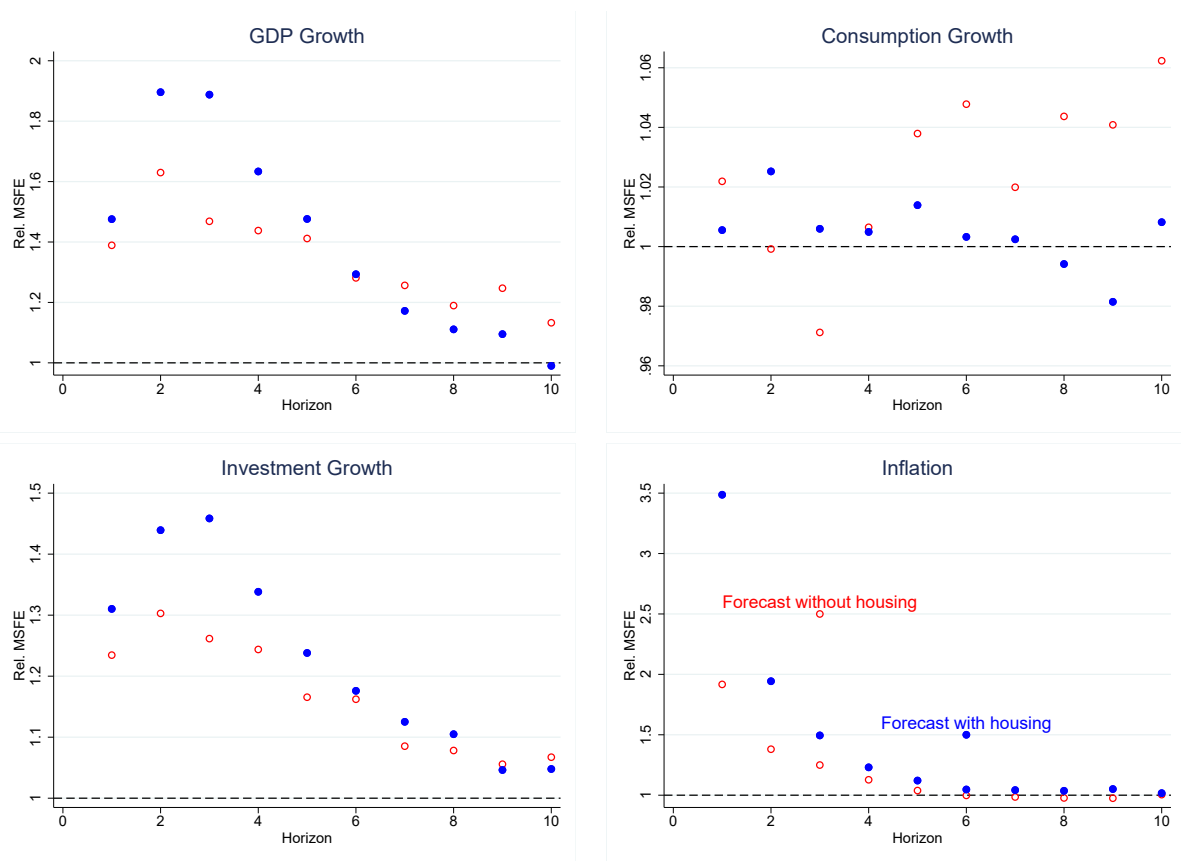 GDP Growth
Rel. MSFE
2
1.8
1.6
1.4
1.2
1
0 2 4 6 8 10
Horizon
Consumption Growth
Rel. MSFE
1.06
1.04
1.02
1
.98
.96
0 2 4 6 8 10
Horizon
Investment Growth
Rel. MSFE
1.5
1.4
1.3
1.2
1.1
1
0 2 4 6 8 10
Horizon
Inflation
Rel. MSFE
3.5
3
2.5
2
1.5
1
Forecast without housing
Forecast with housing
0 2 4 6 8 10
Horizon